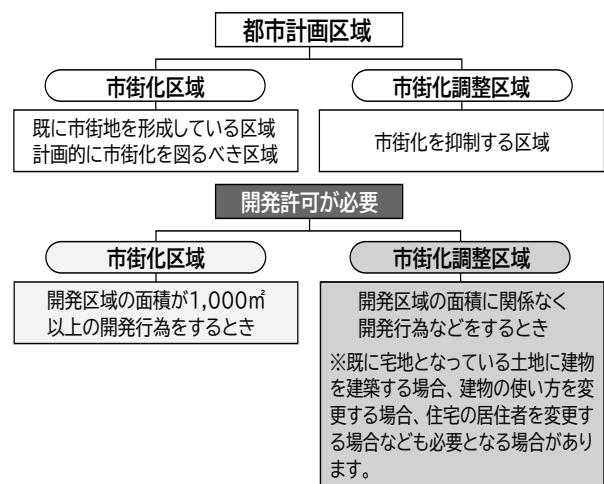 都市計画区域
市街化区域
市街化調整区域
既に市街地を形成している区域
計画的に市街化を図るべき区域
市街化を抑制する区域
開発許可が必要
市街化区域
市街化調整区域
開発区域の面積が1,000㎡
以上の開発行為をするとき
開発区域の面積に関係なく
開発行為などをするとき
※既に宅地となっている土地に建物
を建築する場合、建物の使い方を変
更する場合、住宅の居住者を変更す
る場合なども必要となる場合があり
ます。